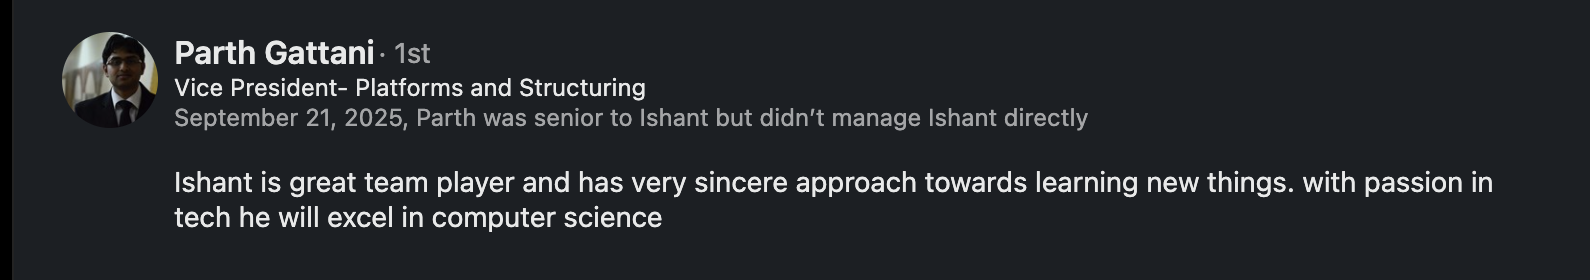 Parth Gattani · 1st
Vice President- Platforms and Structuring
September 21, 2025, Parth was senior to Ishant but didn’t manage Ishant directly
Ishant is great team player and has very sincere approach towards learning new things. with passion in
tech he will excel in computer science